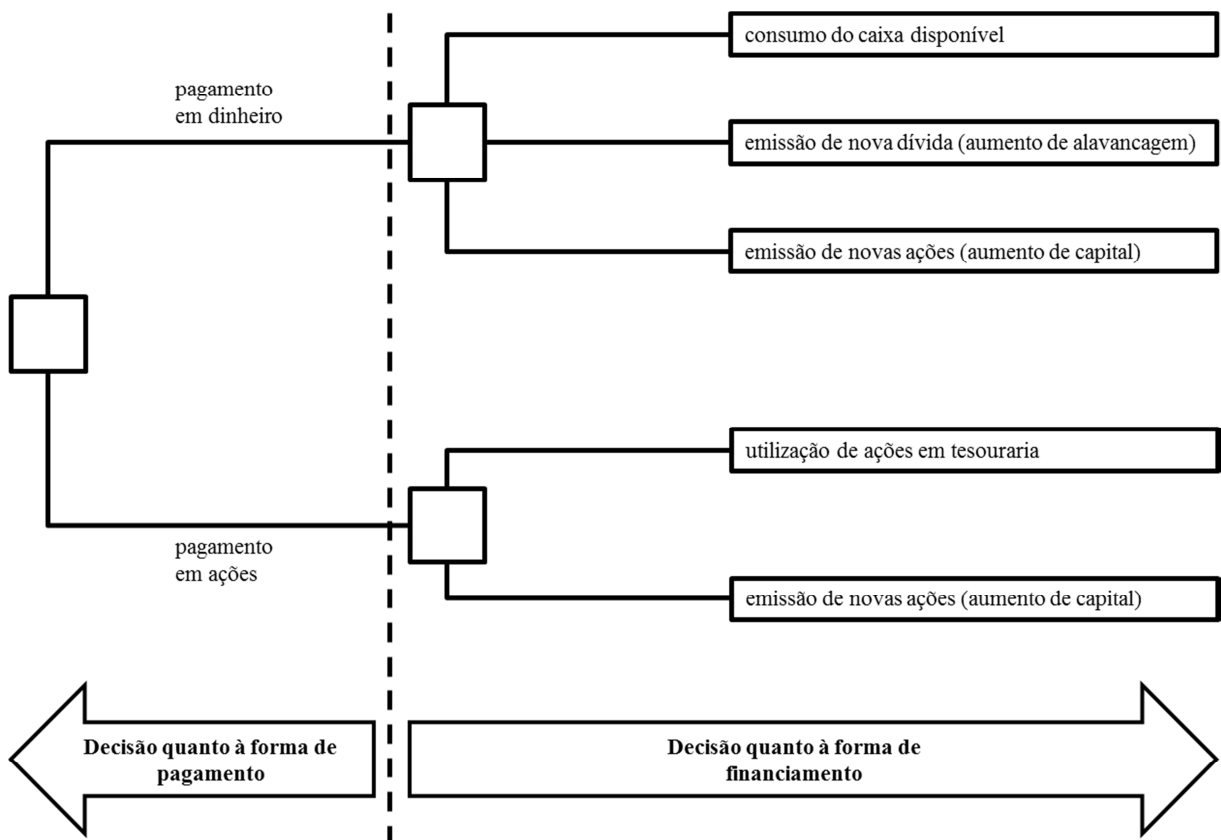 consumo do caixa disponível
pagamento
em dinheiro
emissão de nova dívida (aumento de alavancagem)
emissão de novas ações (aumento de capital)
utilização de ações em tesouraria
pagamento
em ações
emissão de novas ações (aumento de capital)
Decisão quanto à forma de
pagamento
Decisão quanto à forma de
financiamento